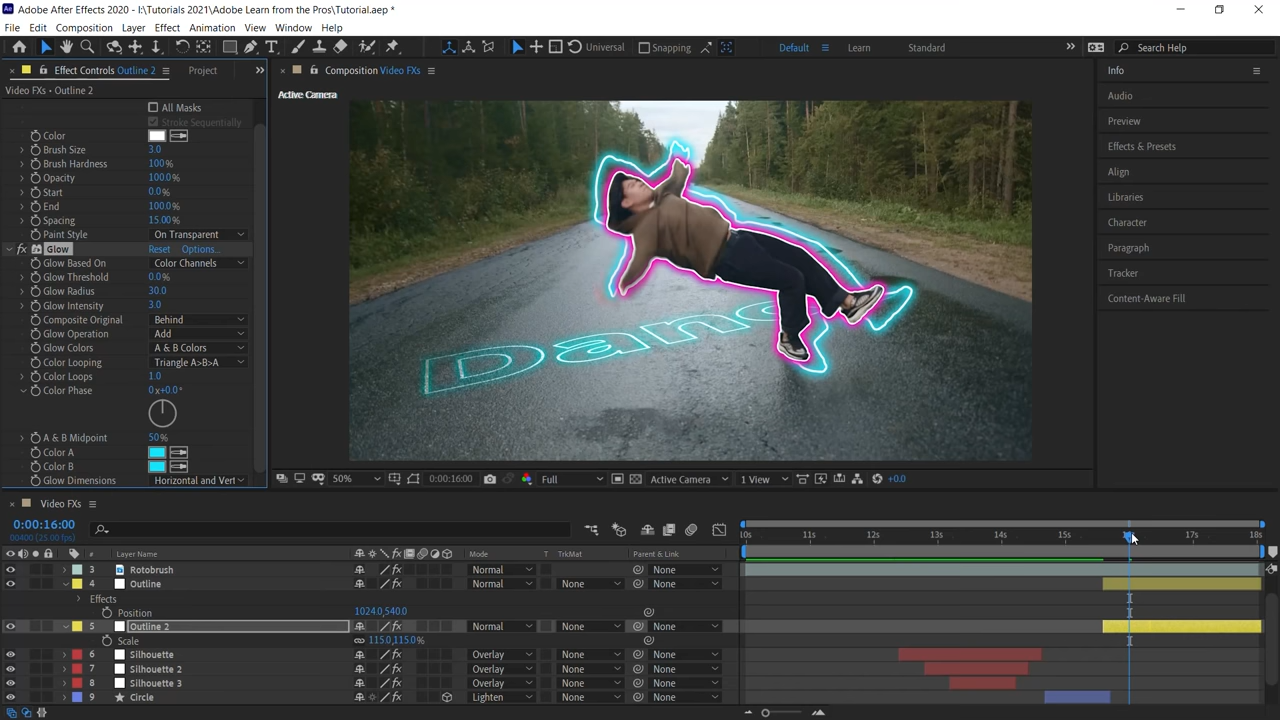 Adobe After Effects 2020 - I:\Tutorials 2021\Adobe Learn from the Pros\Tutorial.aep *
File Edit Composition Layer Effect Animation View Window Help
Universal Snapping Default Learn Standard Search Help
Effect Controls Outline 2 Project Composition Video FXs Info
Video FXs • Outline 2 Active Camera Audio
All Masks
Stroke Sequentially Preview
Color
Brush Size 3.0 Effects & Presets
Brush Hardness 100%
Opacity 100.0% Align
Start 0.0% Libraries
End 100.0%
Spacing 15.00% Character
Paint Style On Transparent
Glow Reset Options... Paragraph
Glow Based On Color Channels
Glow Threshold 0.0% Tracker
Glow Radius 30.0 Content-Aware Fill
Glow Intensity 3.0
Composite Original Behind
Glow Operation Add
Glow Colors A & B Colors
Color Looping Triangle A>B>A
Color Loops 1.0
Color Phase 0x+0.0°
A & B Midpoint 50%
Color A
Color B
Glow Dimensions Horizontal and Vert
Danc
50% 0:00:16:00 Full Active Camera 1 View +0.0
Video FXs
0:00:16:00
00400 (25.00 fps)
10s 11s 12s 13s 14s 15s 17s 18s
# Layer Name Mode T TrkMat Parent & Link
3 Rotobrush Normal None
4 Outline Normal None None
Effects
Position 1024.0,540.0
5 Outline 2 Normal None None
Scale 115.0,115.0%
6 Silhouette Overlay None None
7 Silhouette 2 Overlay None None
8 Silhouette 3 Overlay None None
9 Circle Lighten None None